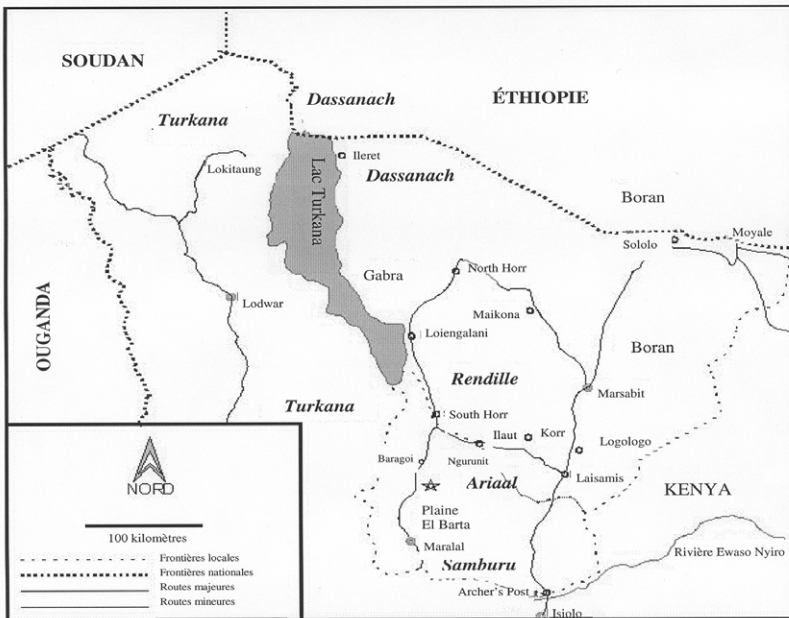 SOUDAN
Dassanach
ÉTHIOPIE
Turkana
Ileret
Lokitaung
Dassanach
Lac Turkana
Boran
Moyale
Sololo
Gabra
North Horr
Lodwar
Maikona
OUGANDA
Loiengalani
Boran
Rendille
Marsabit
Turkana
South Horr
Ilaut
Korr
Logologo
Baragoi
Ngurunit
Laisamis
Ariaal
KENYA
NORD
Plaine
El Barta
100 kilomètres
Maralal
Rivière Ewaso Nyiro
Frontières locales
Samburu
Frontières nationales
Routes majeures
Archer's Post
Routes mineures
Isiolo